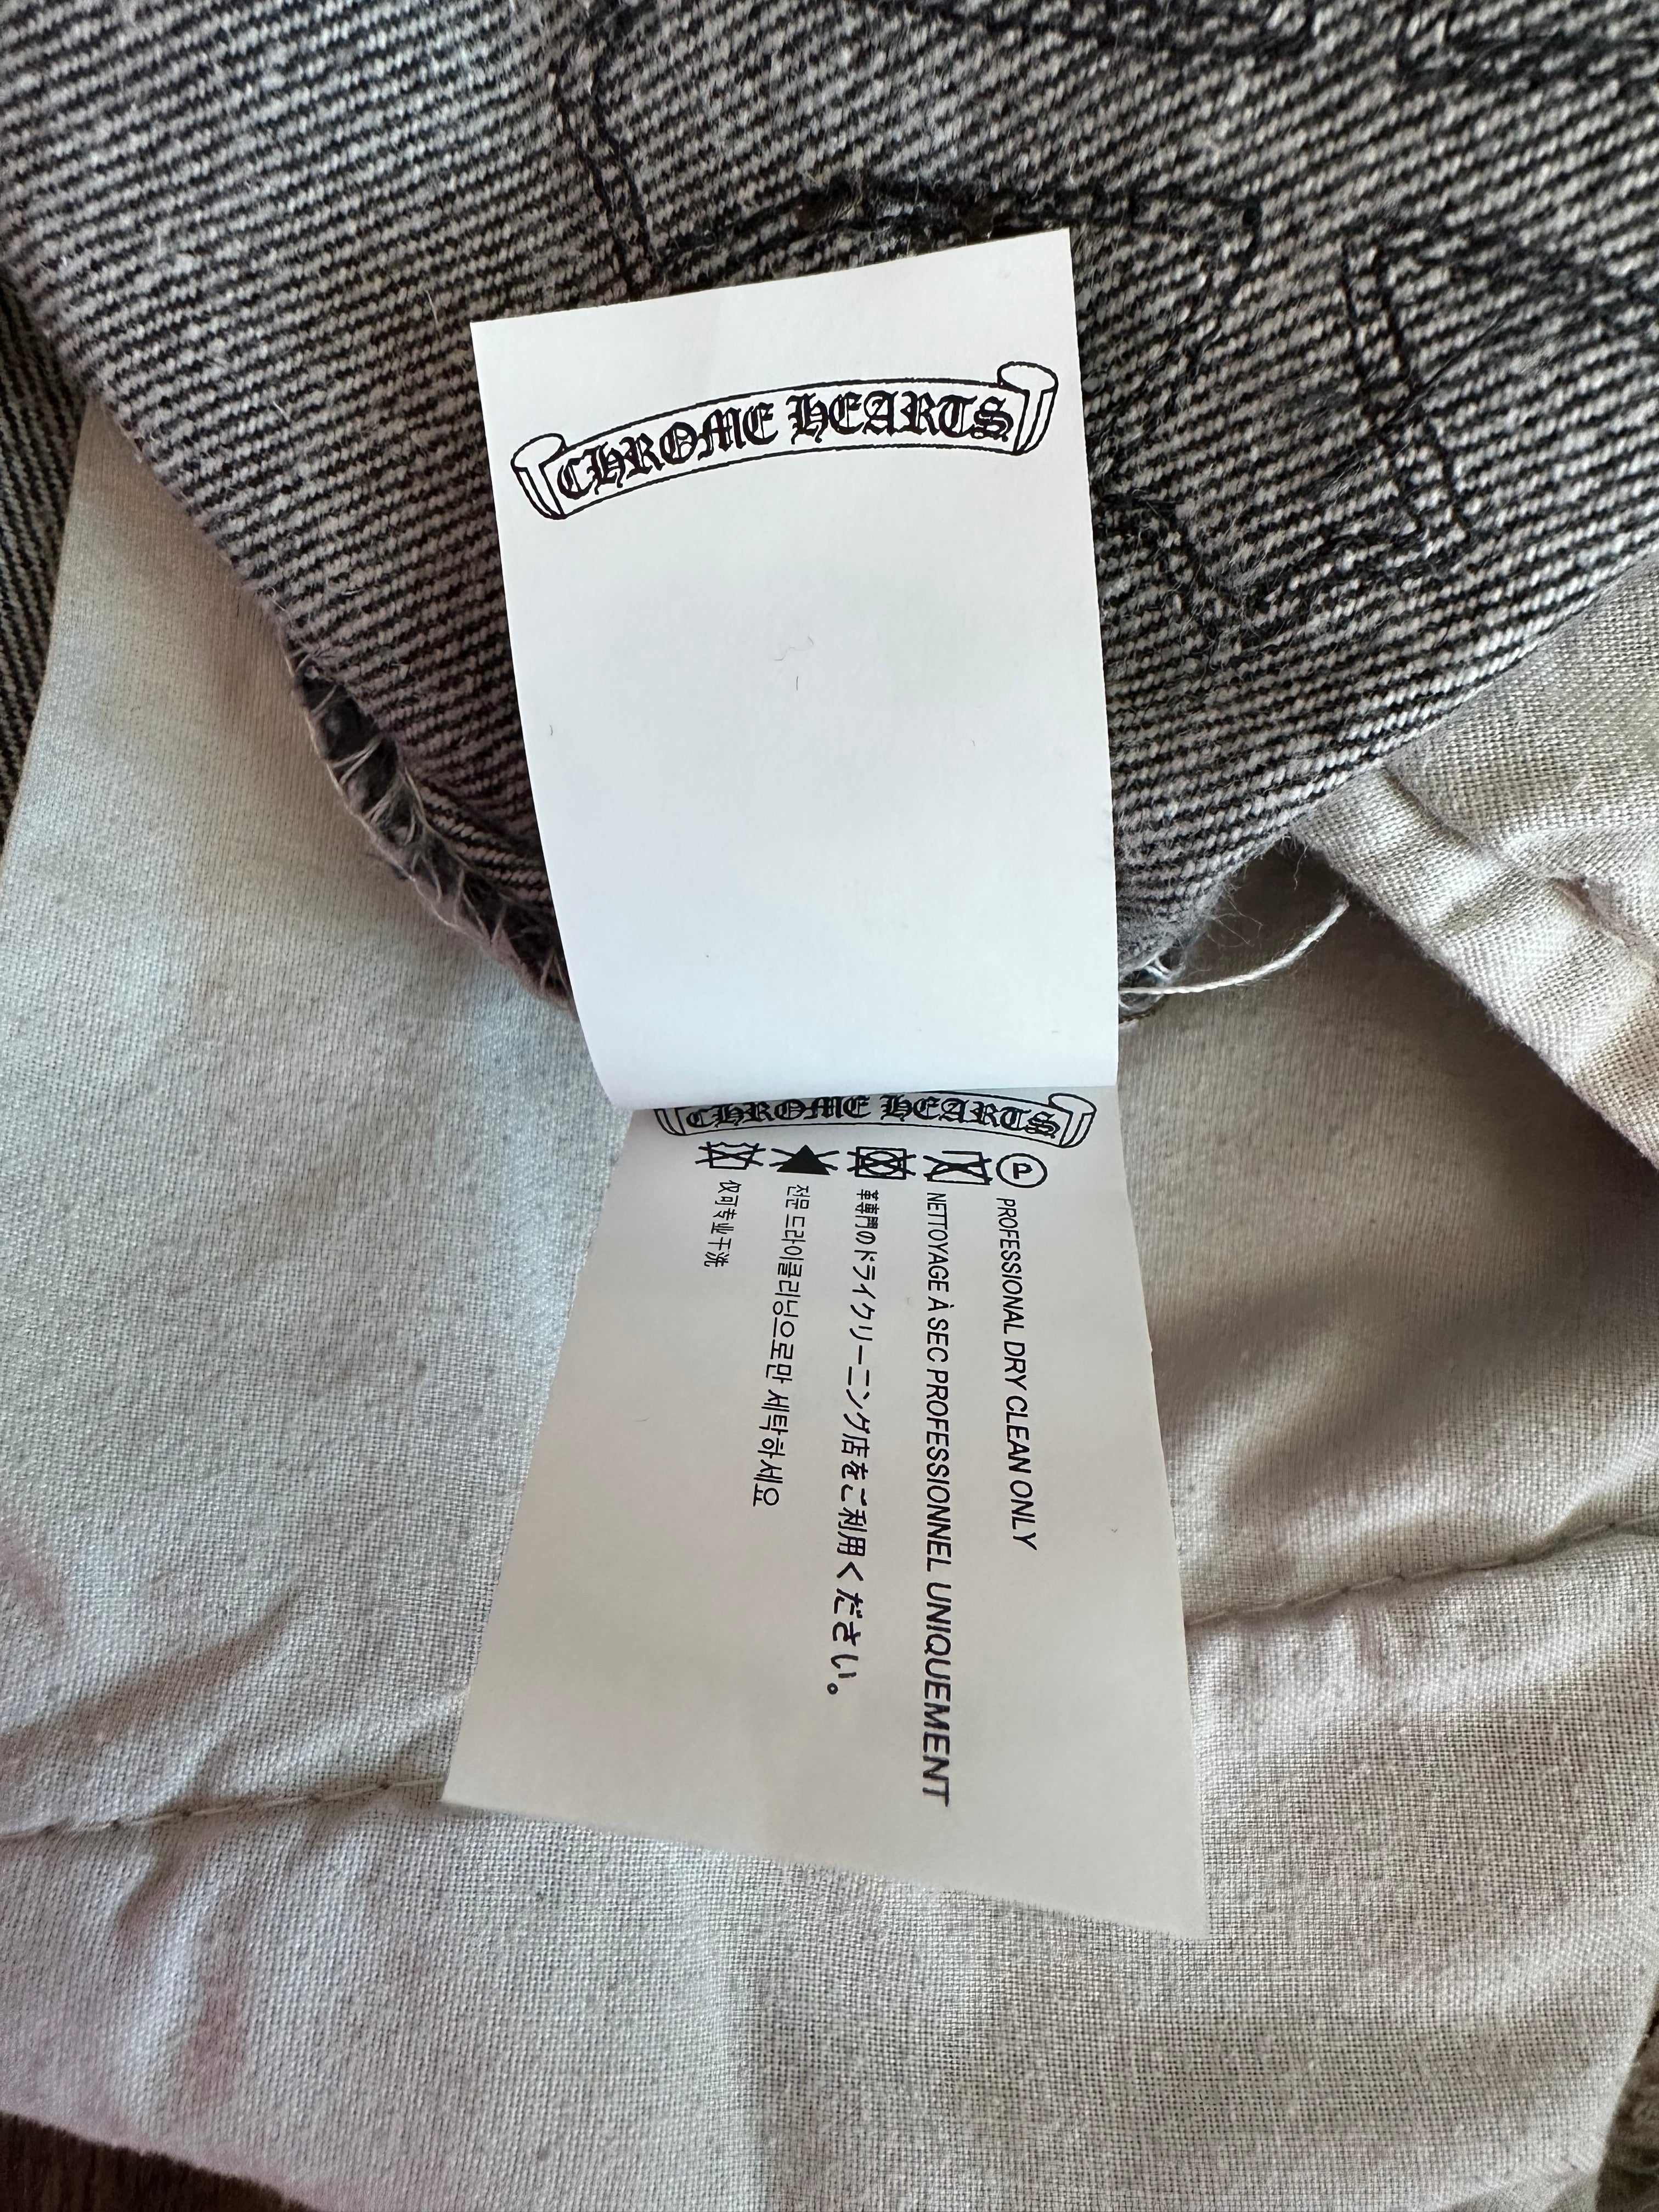 CHROME HEARTS
CHROME HEARTS
PROFESSIONAL DRY CLEAN ONLY
NETTOYAGE À SEC PROFESSIONNEL UNIQUEMENT
革専門のドライクリーニング店をご利用ください。
전문 드라이클리닝으로만 세탁하세요
仅可专业干洗
P